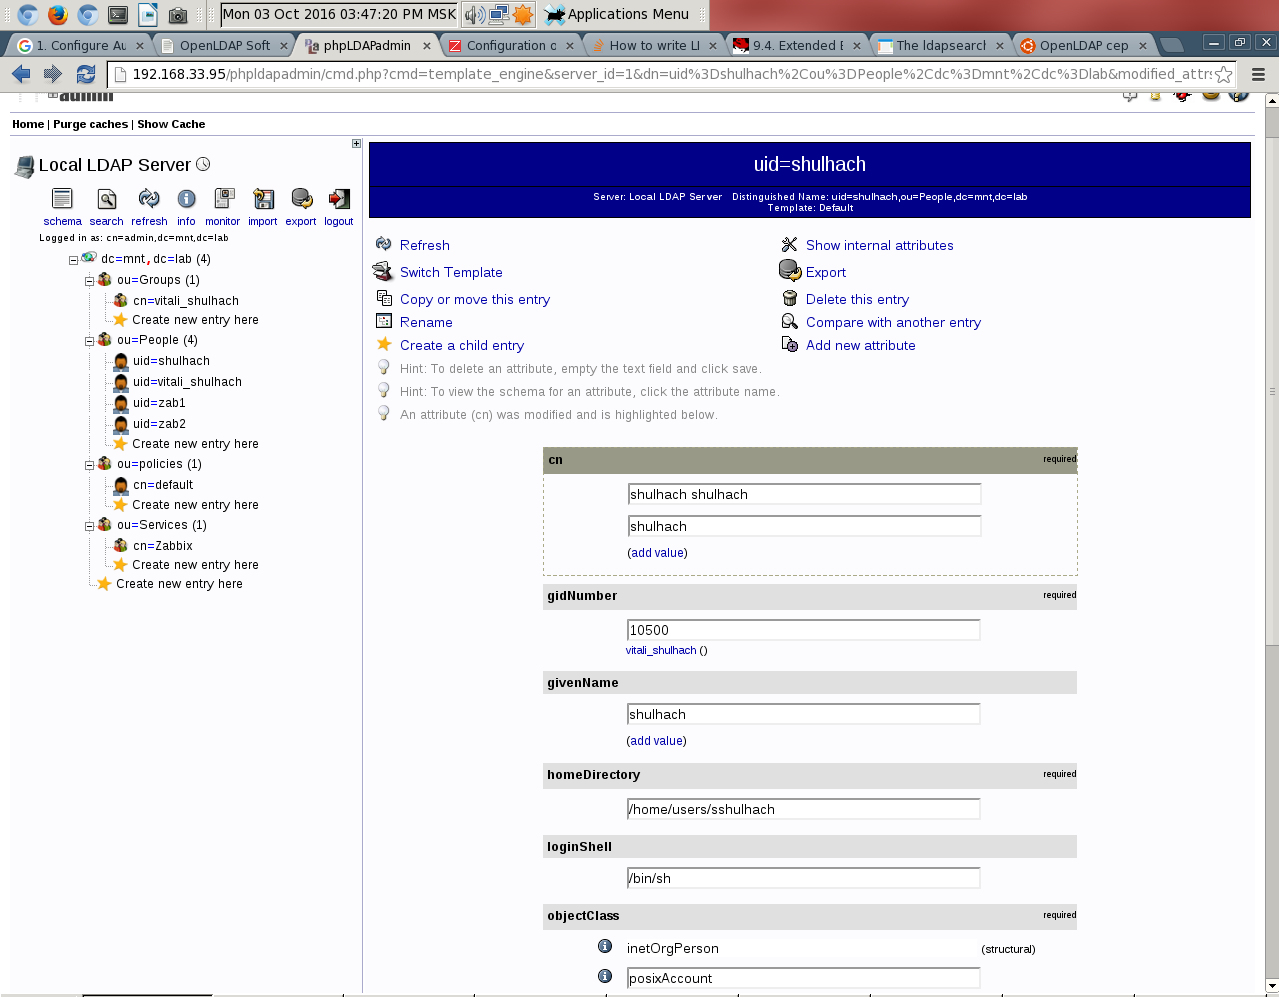 Mon 03 Oct 2016 03:47:20 PM MSK
Applications Menu
1. Configure Au
OpenLDAP Soft
phpLDAPadmin
Configuration o
How to write LI
9.4. Extended E
The ldapsearch
OpenLDAP сер
192.168.33.95/phpldapadmin/cmd.php?cmd=template_engine&server_id=1&dn=uid%3Dshulhach%2Cou%3DPeople%2Cdc%3Dmnt%2Cdc%3Dlab&modified_attrs
admin
Home | Purge caches | Show Cache
Local LDAP Server
schema search refresh info monitor import export logout
Logged in as: cn=admin,dc=mnt,dc=lab
dc=mnt,dc=lab (4)
ou=Groups (1)
cn=vitali_shulhach
Create new entry here
ou=People (4)
uid=shulhach
uid=vitali_shulhach
uid=zab1
uid=zab2
Create new entry here
ou=policies (1)
cn=default
Create new entry here
ou=Services (1)
cn=Zabbix
Create new entry here
Create new entry here
uid=shulhach
Server: Local LDAP Server Distinguished Name: uid=shulhach,ou=People,dc=mnt,dc=lab
Template: Default
Refresh
Show internal attributes
Switch Template
Export
Copy or move this entry
Delete this entry
Rename
Compare with another entry
Create a child entry
Add new attribute
Hint: To delete an attribute, empty the text field and click save.
Hint: To view the schema for an attribute, click the attribute name.
An attribute (cn) was modified and is highlighted below.
cn required
shulhach shulhach
shulhach
(add value)
gidNumber required
10500
vitali_shulhach ()
givenName
shulhach
(add value)
homeDirectory required
/home/users/sshulhach
loginShell
/bin/sh
objectClass required
inetOrgPerson (structural)
posixAccount